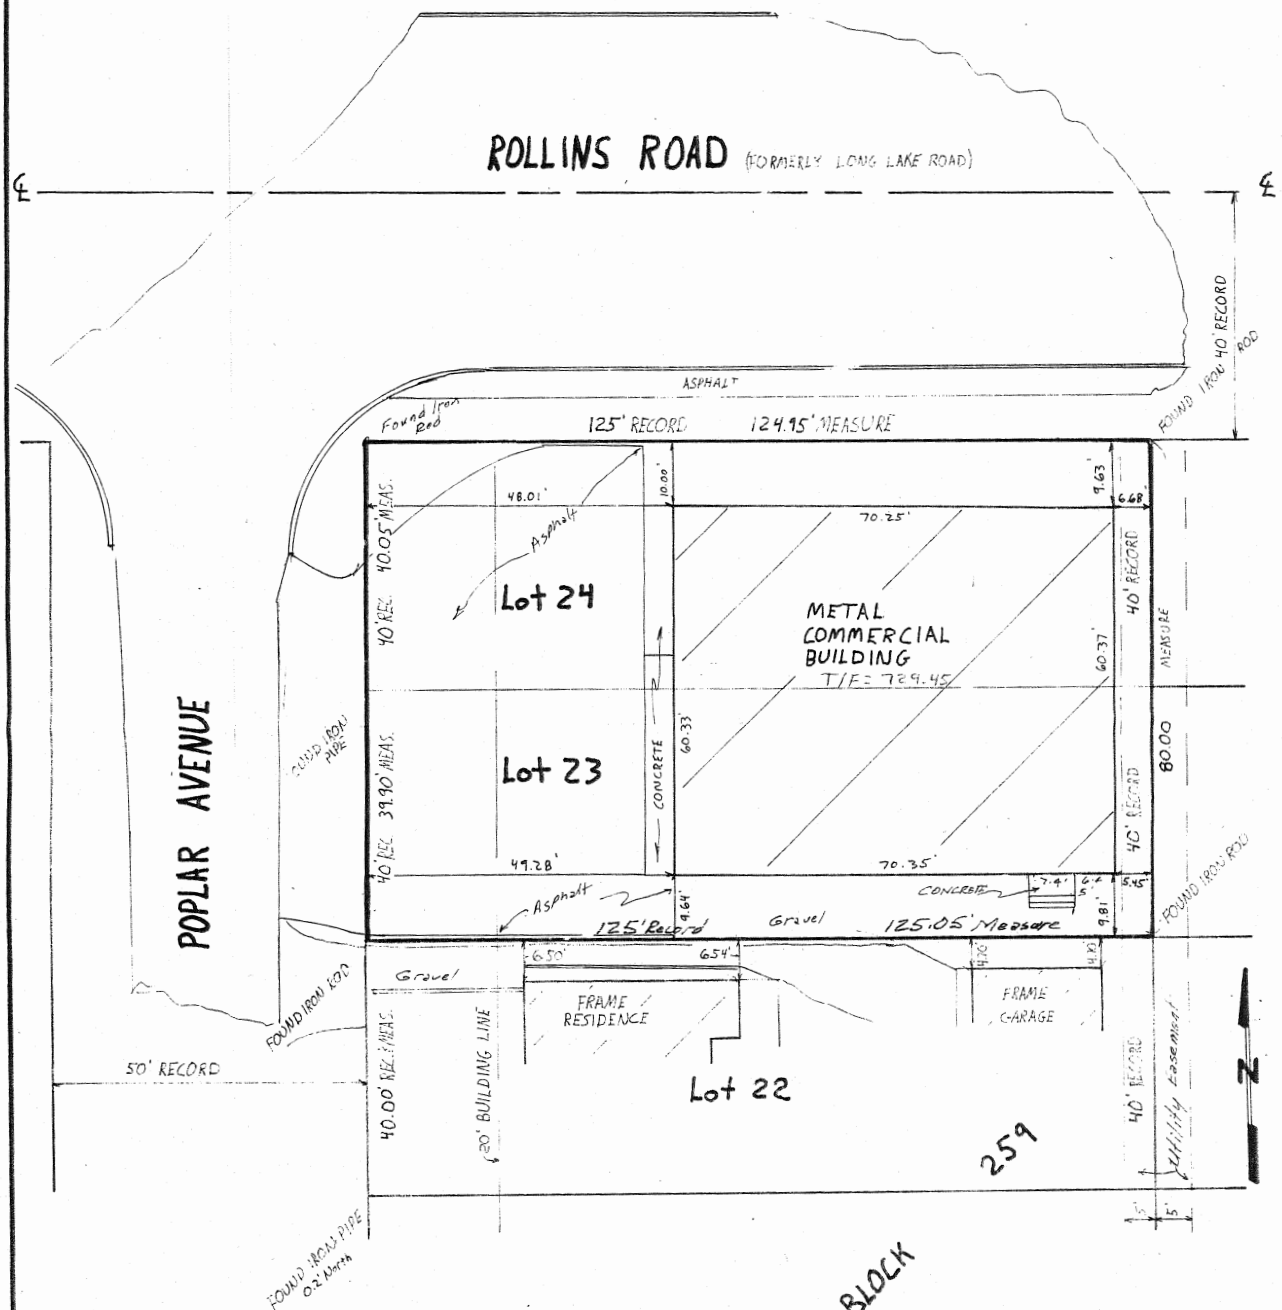 ROLLINS ROAD (FORMERLY LONG LAKE ROAD)
℄
℄
40' RECORD
FOUND IRON ROD
ASPHALT
Found Iron
Rod
125' RECORD 124.95' MEASURE
48.01'
10.00'
9.63'
6.68'
70.25'
Asphalt
40' REC. 40.05' MEAS.
Lot 24
METAL
COMMERCIAL
BUILDING
T/F= 729.45
40' RECORD
60.37'
80.00 MEASURE
POPLAR AVENUE
IRON
PIPE
40' REC 39.90' MEAS.
Lot 23
CONCRETE
60.33'
40' RECORD
49.28'
70.35'
Asphalt
9.64'
CONCRETE
7.4'
5'
5.45'
9.81'
FOUND IRON ROD
125' Record
Gravel
125.05' Measure
6.50'
6.54'
4.10'
Gravel
FRAME
RESIDENCE
FRAME
GARAGE
FOUND IRON ROD
50' RECORD
40.00' REC. & MEAS.
20' BUILDING LINE
Lot 22
40' RECORD
Utility Easement
N
259
5'
5'
FOUND IRON PIPE
0.2' North
BLOCK